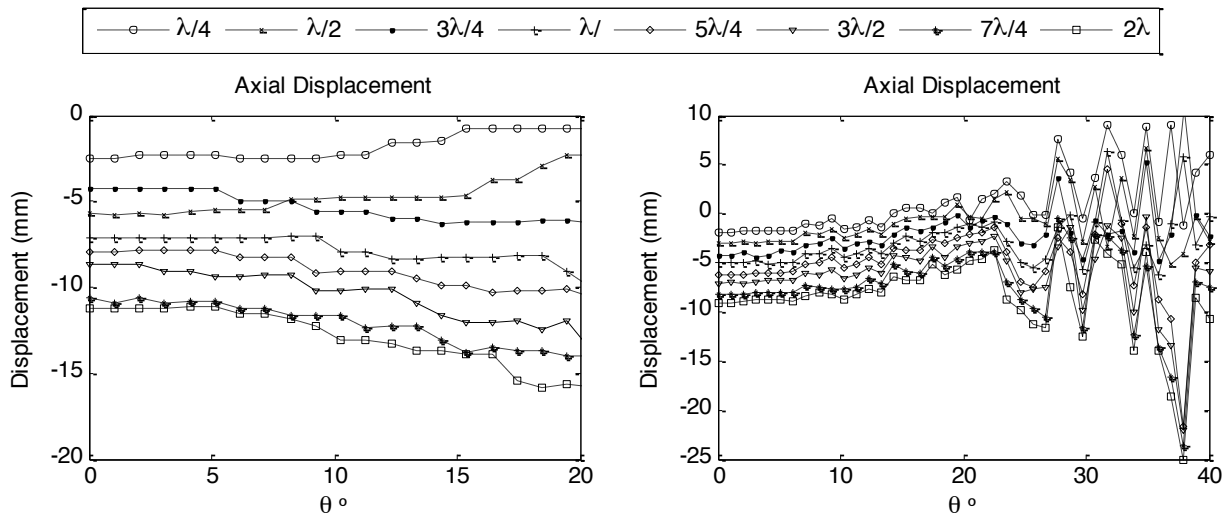 λ/4 λ/2 3λ/4 λ/ 5λ/4 3λ/2 7λ/4 2λ
Axial Displacement
0
-5
-10
-15
-20
Displacement (mm)
0 5 10 15 20
θ º
Axial Displacement
10
5
0
-5
-10
-15
-20
-25
Displacement (mm)
0 10 20 30 40
θ º